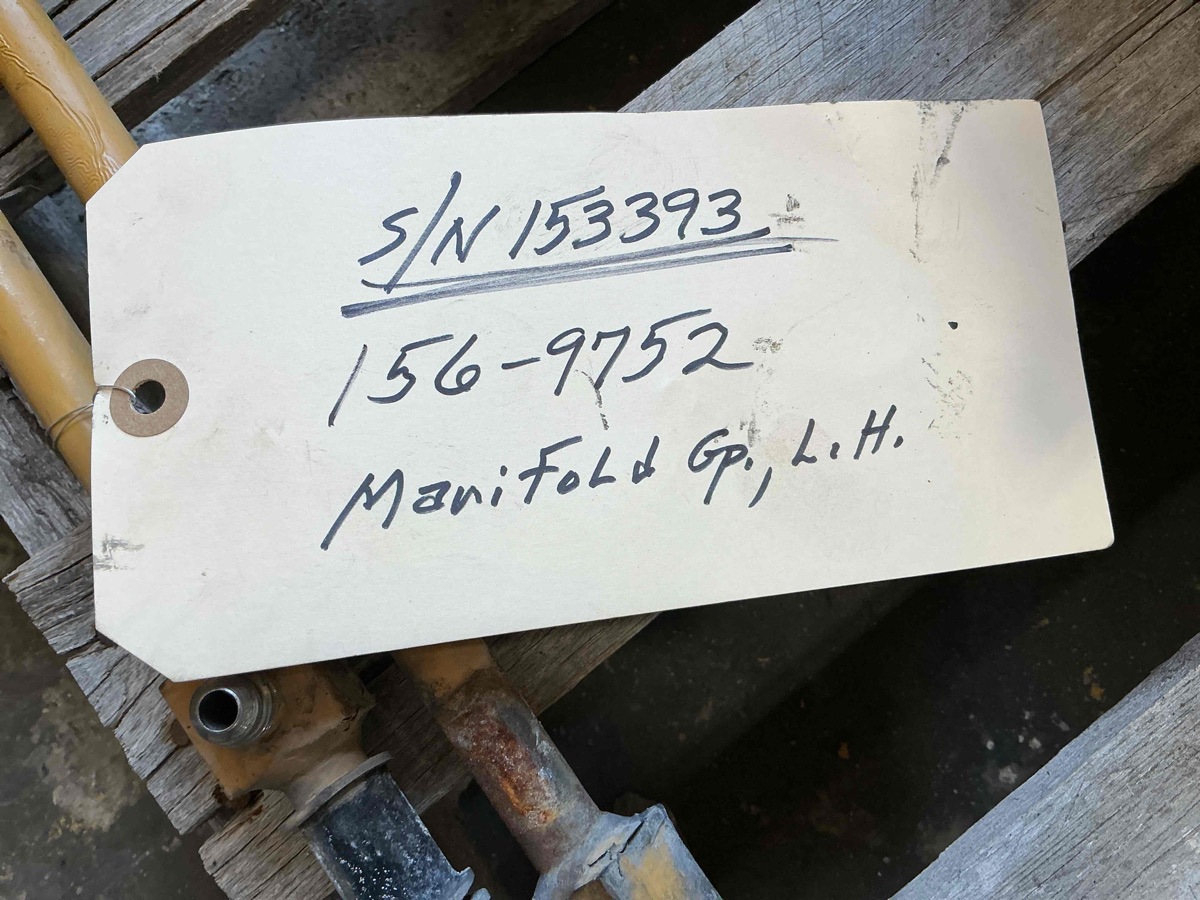 S/N 153393
156-9752
Manifold Gp., L.H.